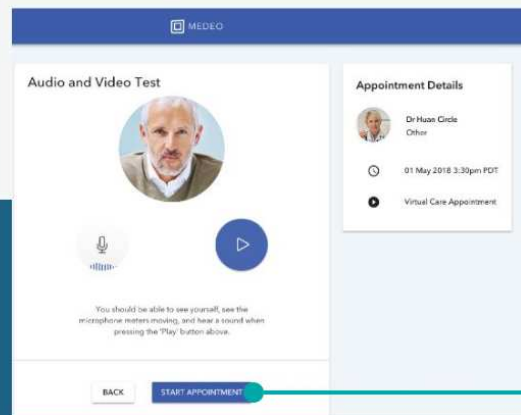 MEDEO
Audio and Video Test
You should be able to see yourself, see the
microphone meters moving, and hear a sound when
pressing the 'Play' button above.
BACK
START APPOINTMENT
Appointment Details
Dr Huan Circle
Other
01 May 2018 3:30pm PDT
Virtual Care Appointment